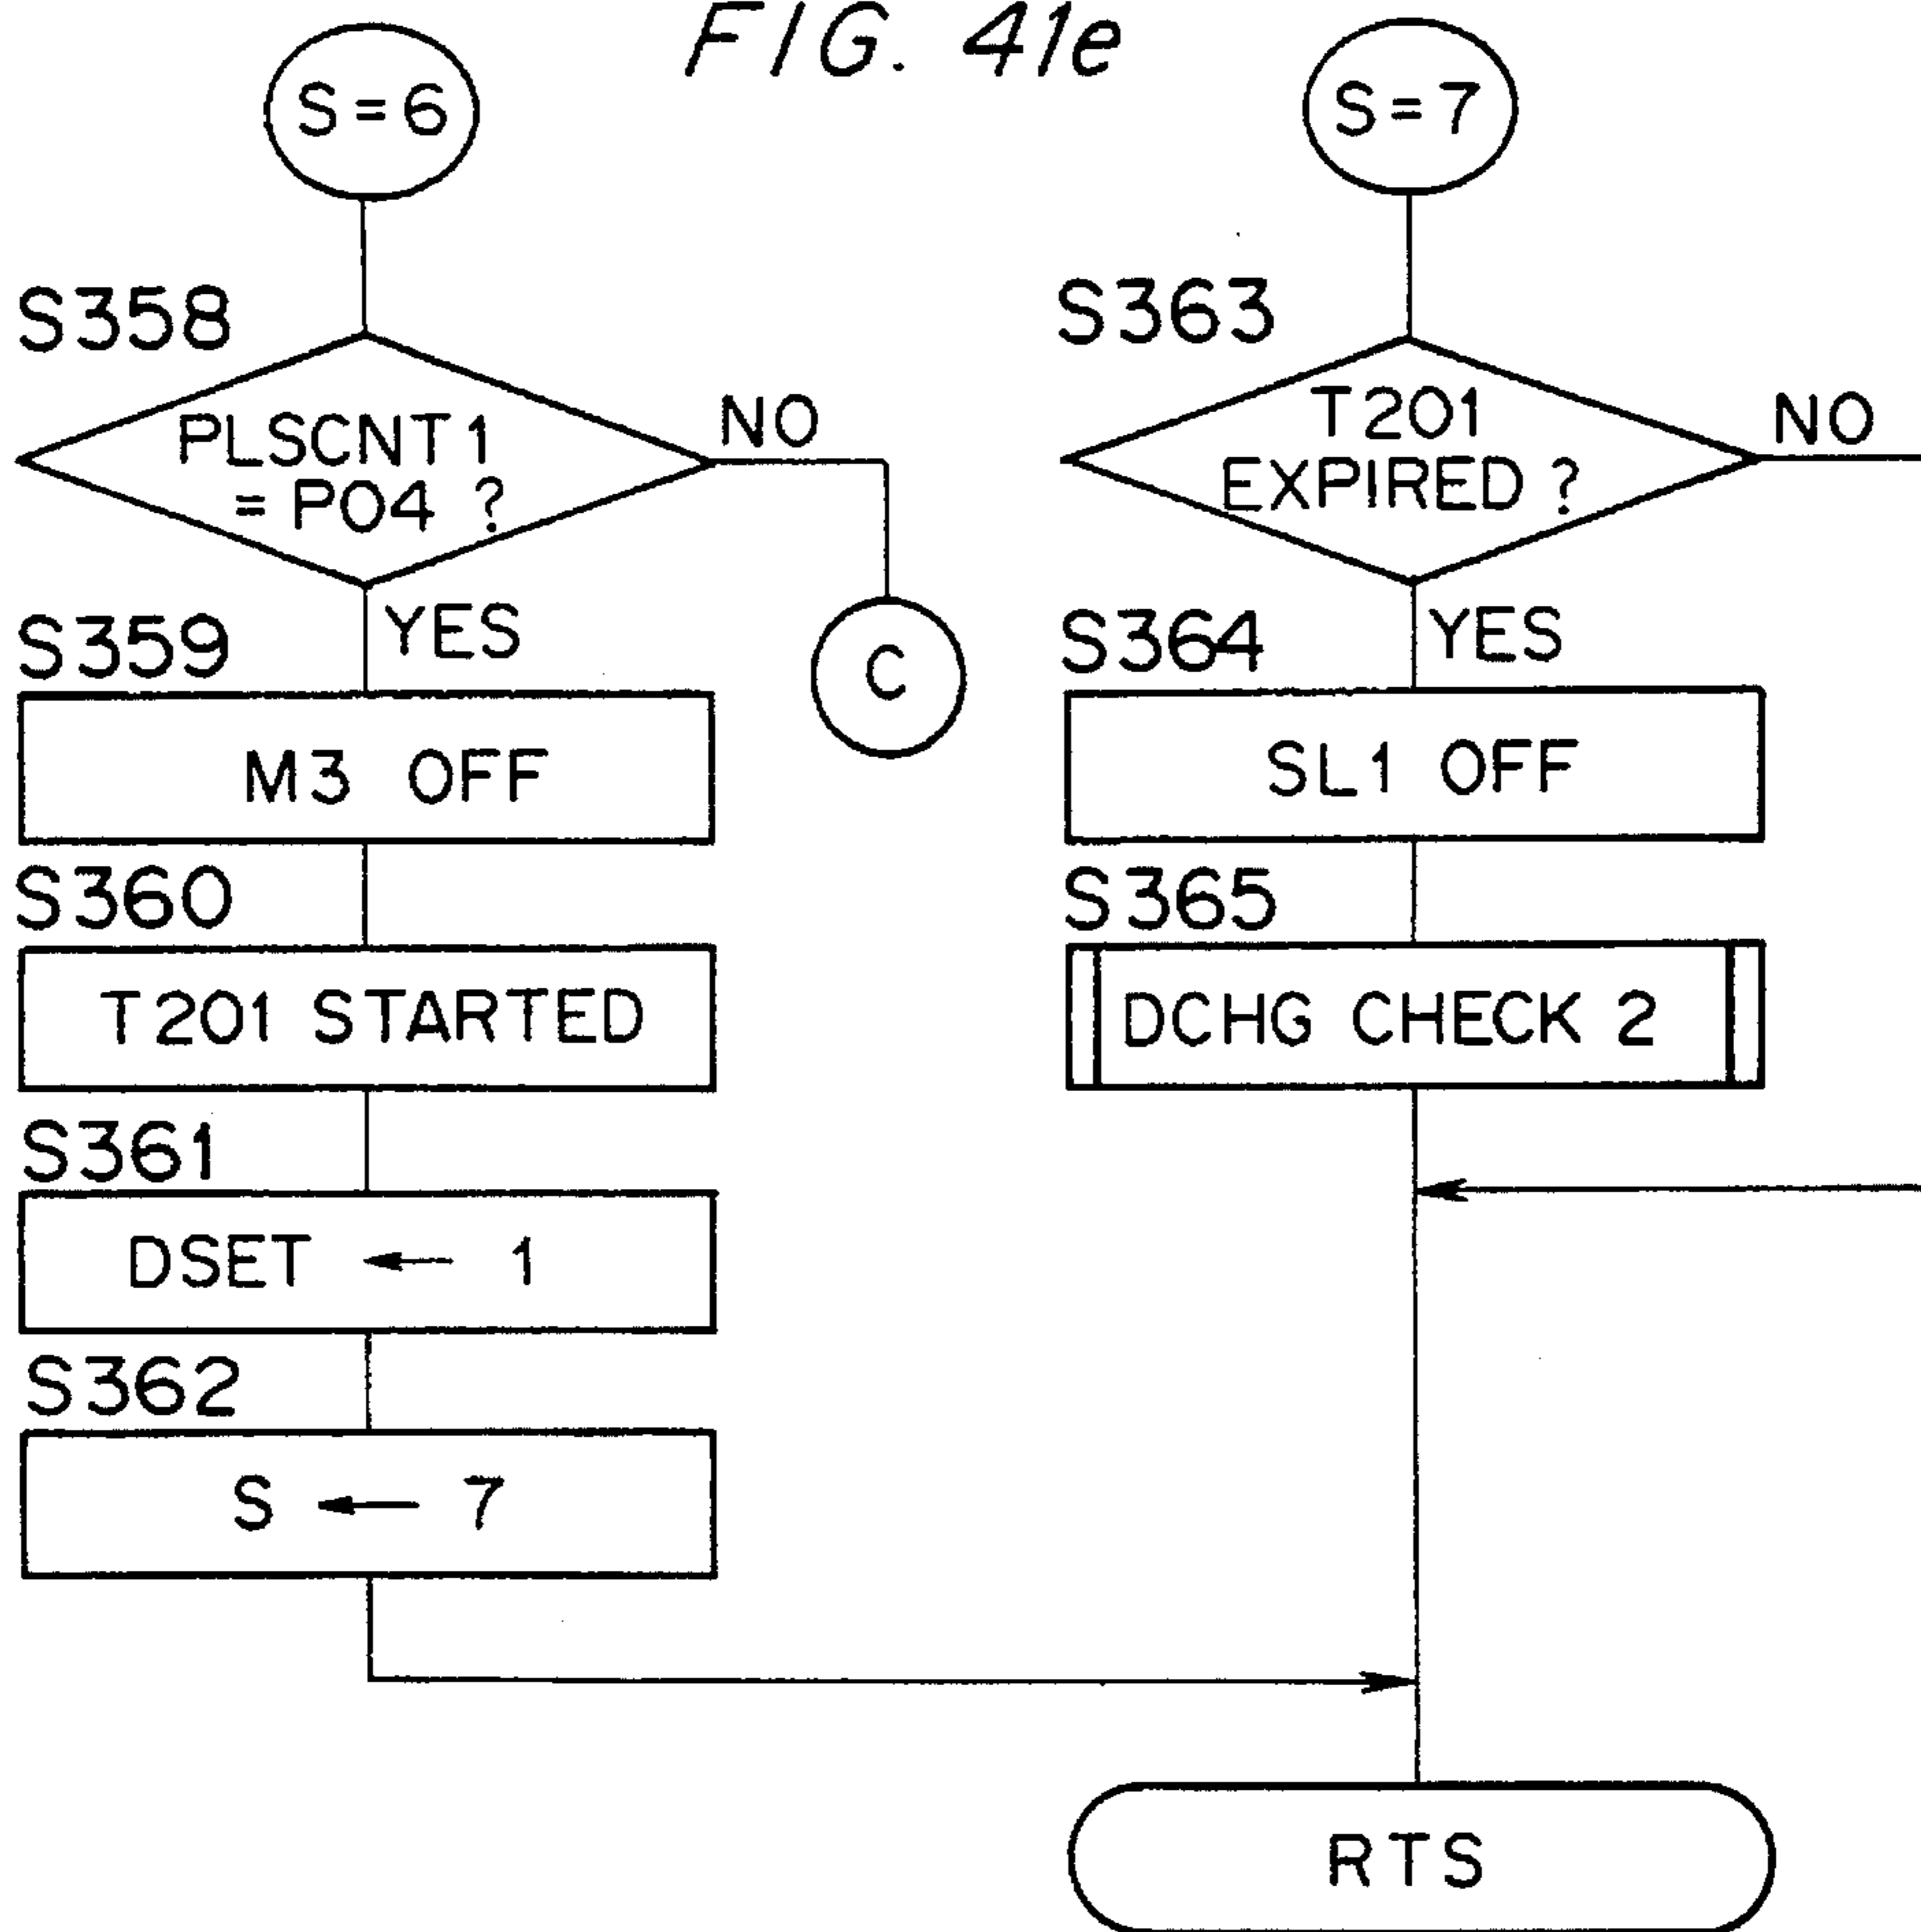 FIG. 41e
S=6
S358
PLSCNT1
= P04 ?
NO
C
YES
S359
M3 OFF
S360
T201 STARTED
S361
DSET ← 1
S362
S ← 7
S=7
S363
T201
EXPIRED ?
NO
YES
S364
SL1 OFF
S365
DCHG CHECK 2
RTS